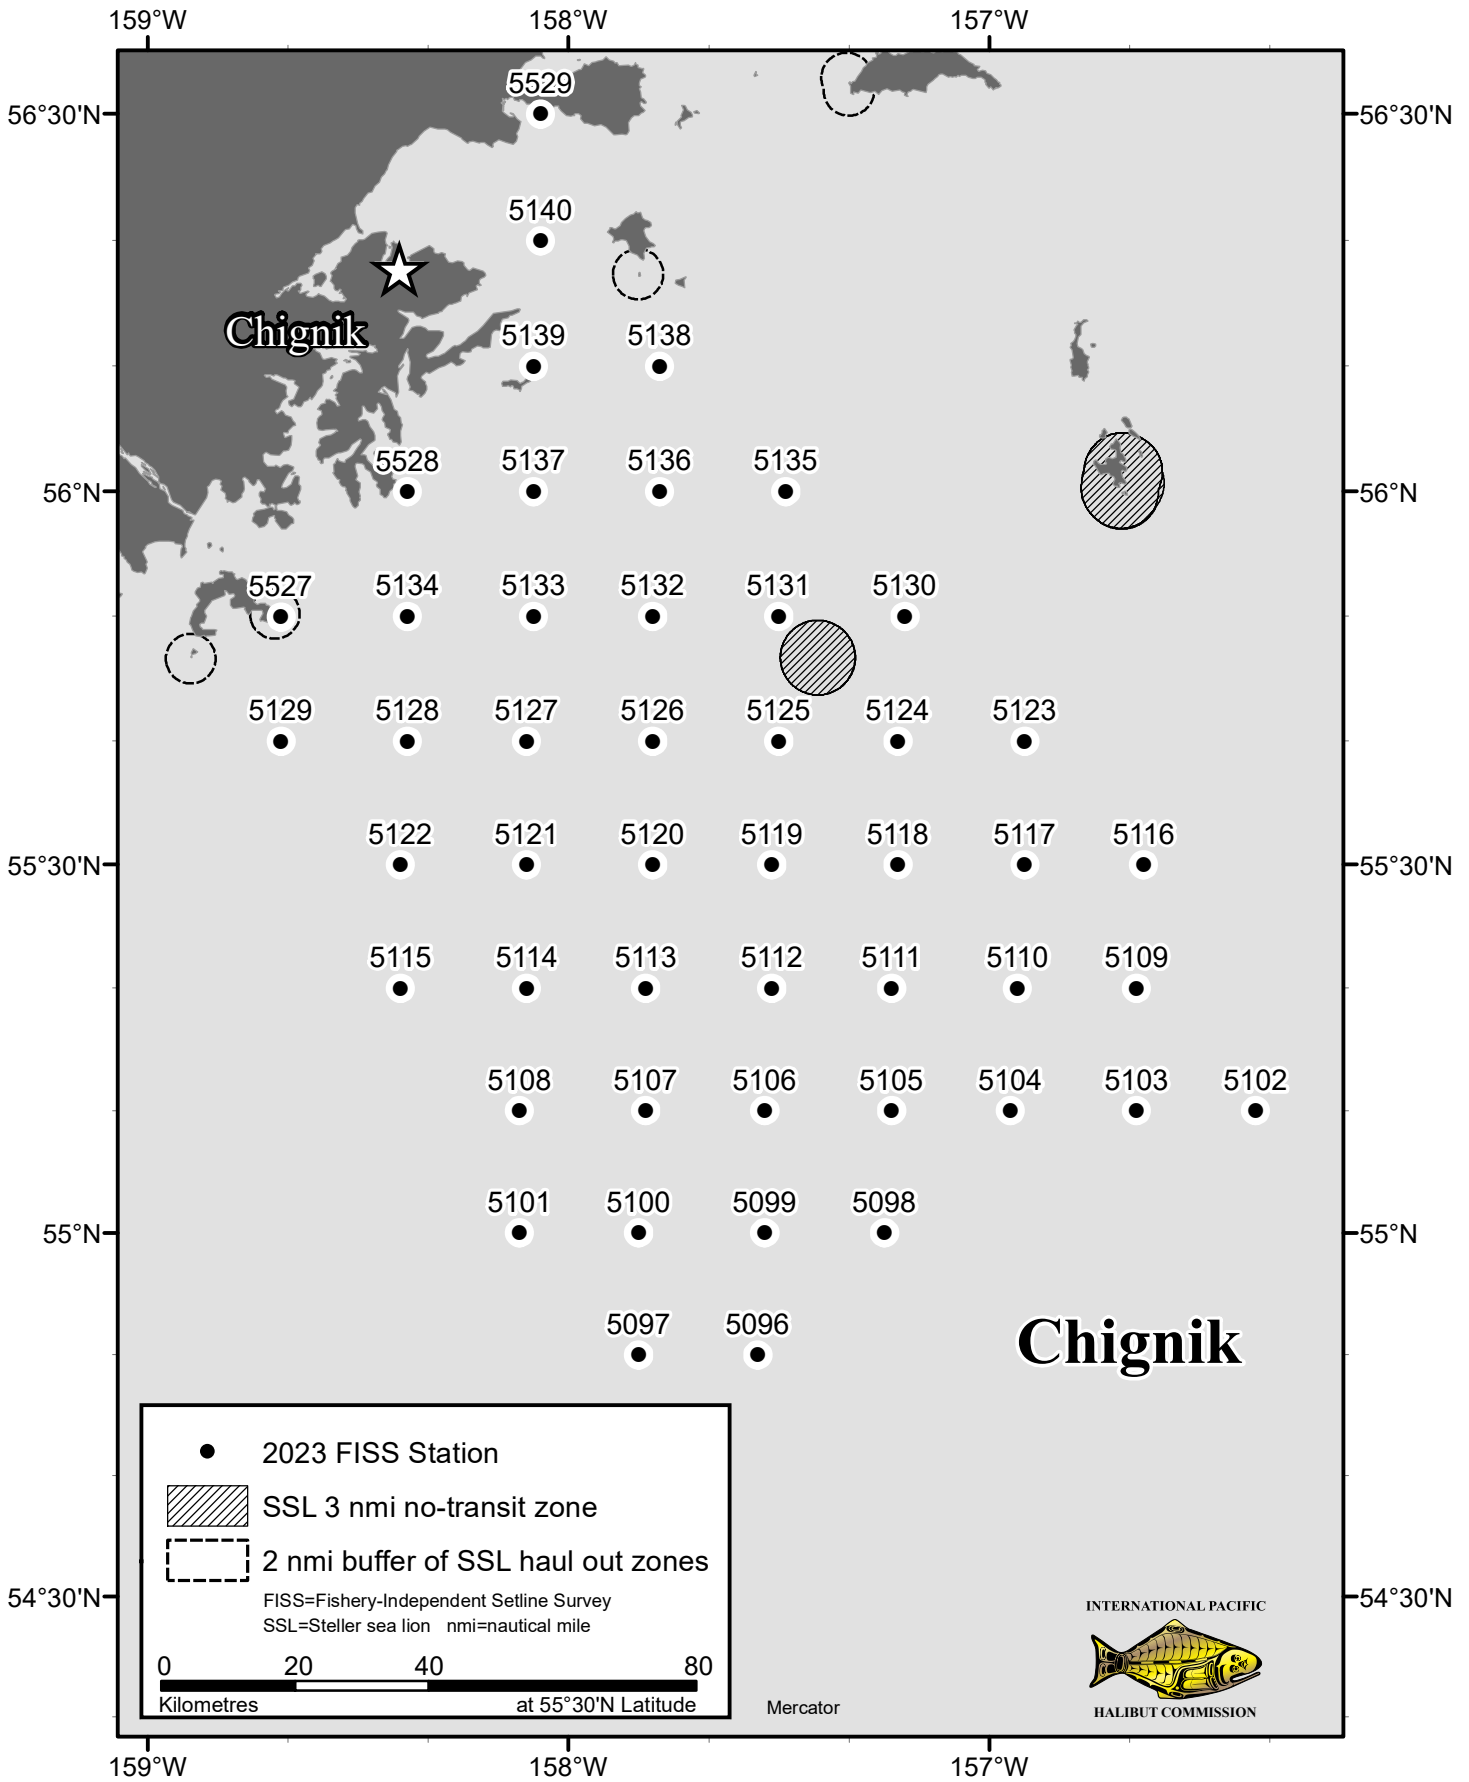 159°W 158°W 157°W
5529
56°30'N 56°30'N
5140
Chignik
5139 5138
5528 5137 5136 5135
56°N 56°N
5527 5134 5133 5132 5131 5130
5129 5128 5127 5126 5125 5124 5123
5122 5121 5120 5119 5118 5117 5116
55°30'N 55°30'N
5115 5114 5113 5112 5111 5110 5109
5108 5107 5106 5105 5104 5103 5102
5101 5100 5099 5098
55°N 55°N
5097 5096
Chignik
2023 FISS Station
SSL 3 nmi no-transit zone
2 nmi buffer of SSL haul out zones
FISS=Fishery-Independent Setline Survey
SSL=Steller sea lion nmi=nautical mile
54°30'N 54°30'N
0 20 40 80
Kilometres at 55°30'N Latitude
Mercator
INTERNATIONAL PACIFIC
HALIBUT COMMISSION
159°W 158°W 157°W